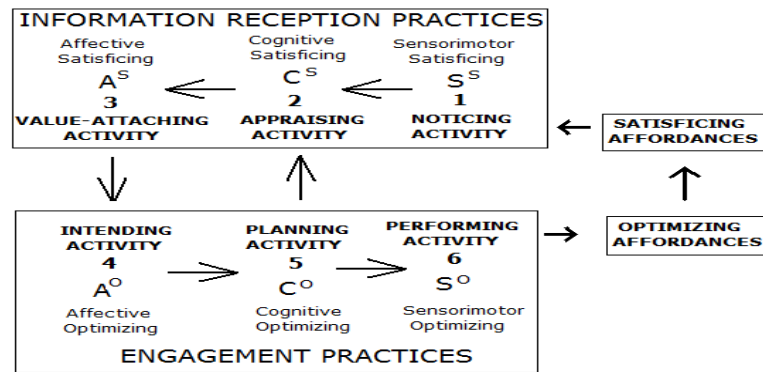 INFORMATION RECEPTION PRACTICES
Affective Satisficing
Cognitive Satisficing
Sensorimotor Satisficing
A^S
C^S
S^S
3
2
1
VALUE-ATTACHING ACTIVITY
APPRAISING ACTIVITY
NOTICING ACTIVITY
SATISFICING AFFORDANCES
INTENDING ACTIVITY
PLANNING ACTIVITY
PERFORMING ACTIVITY
4
5
6
A^O
C^O
S^O
Affective Optimizing
Cognitive Optimizing
Sensorimotor Optimizing
ENGAGEMENT PRACTICES
OPTIMIZING AFFORDANCES